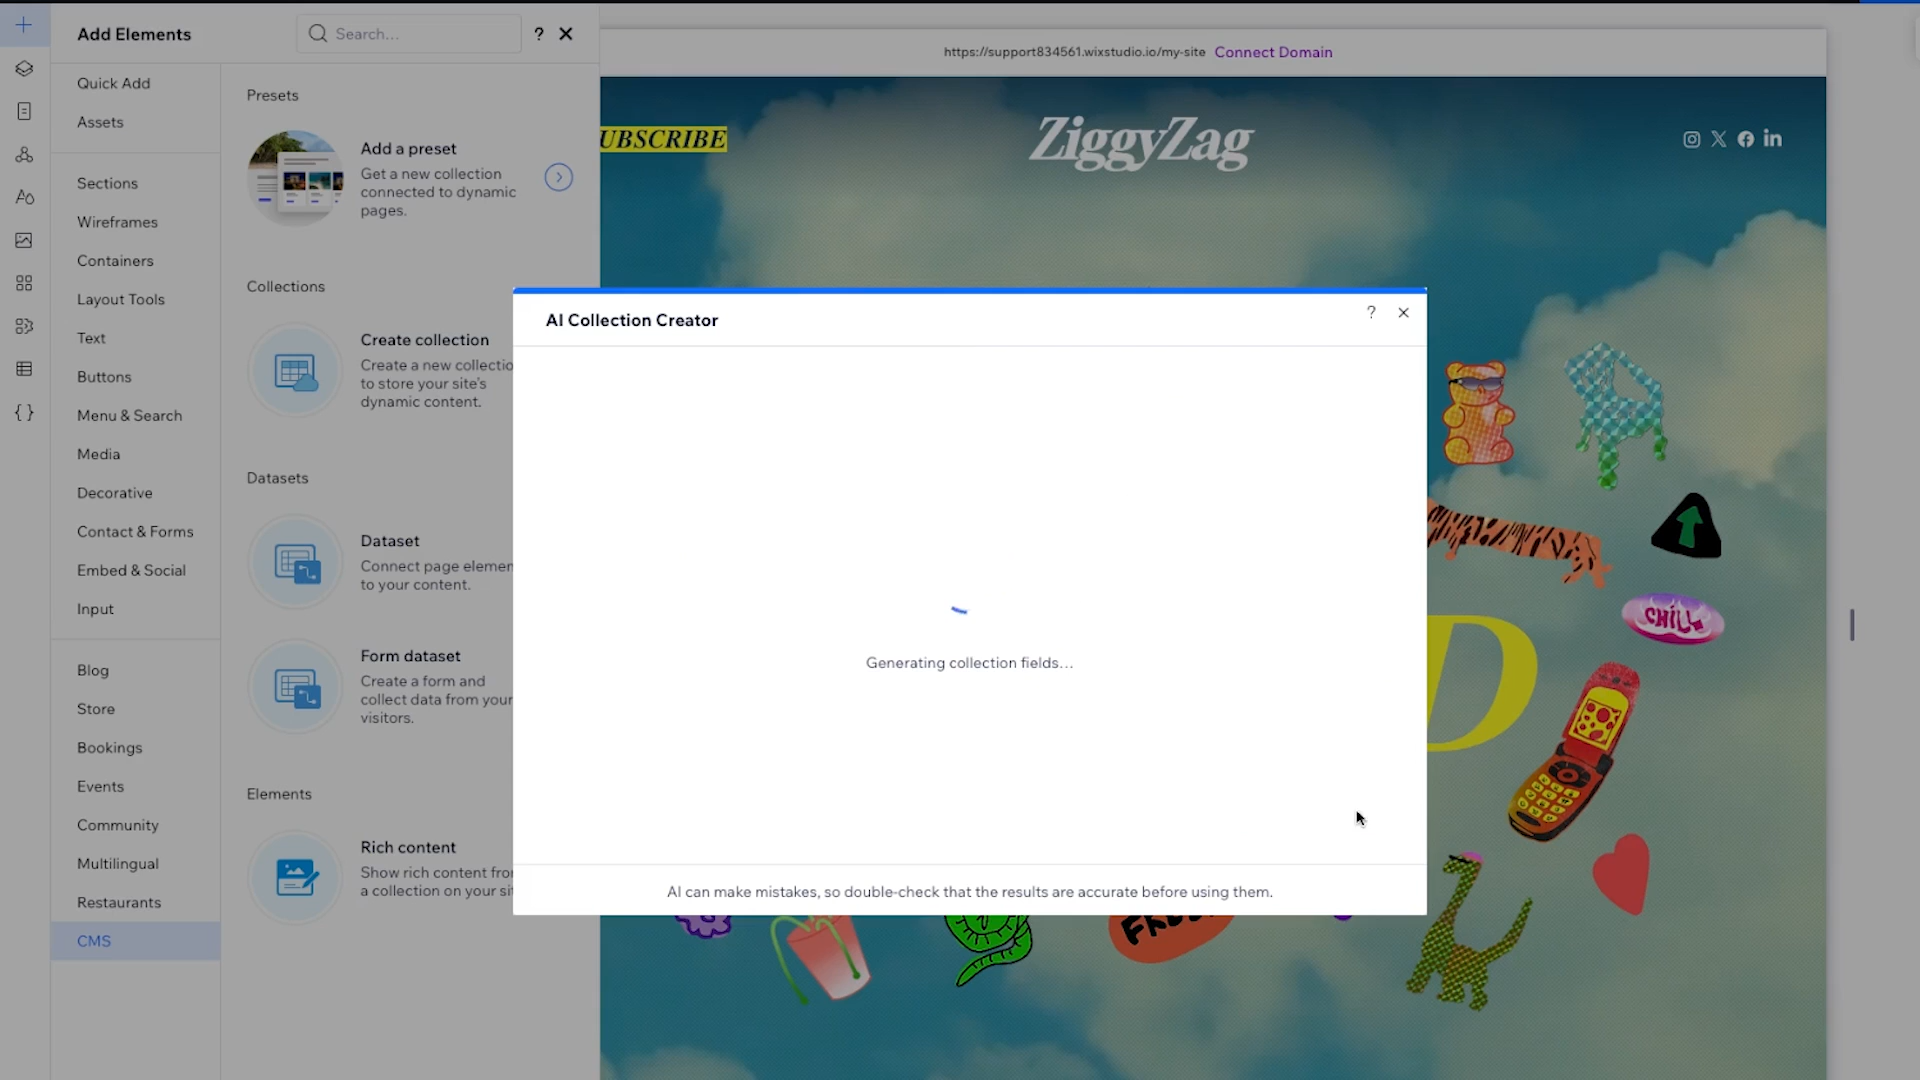 Add Elements
Search...
?
Quick Add
Assets
Sections
Wireframes
Containers
Layout Tools
Text
Buttons
Menu & Search
Media
Decorative
Contact & Forms
Embed & Social
Input
Blog
Store
Bookings
Events
Community
Multilingual
Restaurants
CMS
Presets
Add a preset
Get a new collection
connected to dynamic
pages.
Collections
Create collection
Create a new collectio
to store your site's
dynamic content.
Datasets
Dataset
Connect page elemen
to your content.
Form dataset
Create a form and
collect data from your
visitors.
Elements
Rich content
Show rich content fro
a collection on your si
https://support834561.wixstudio.io/my-site Connect Domain
UBSCRIBE
ZiggyZag
AI Collection Creator
?
Generating collection fields...
AI can make mistakes, so double-check that the results are accurate before using them.
CHILL
D